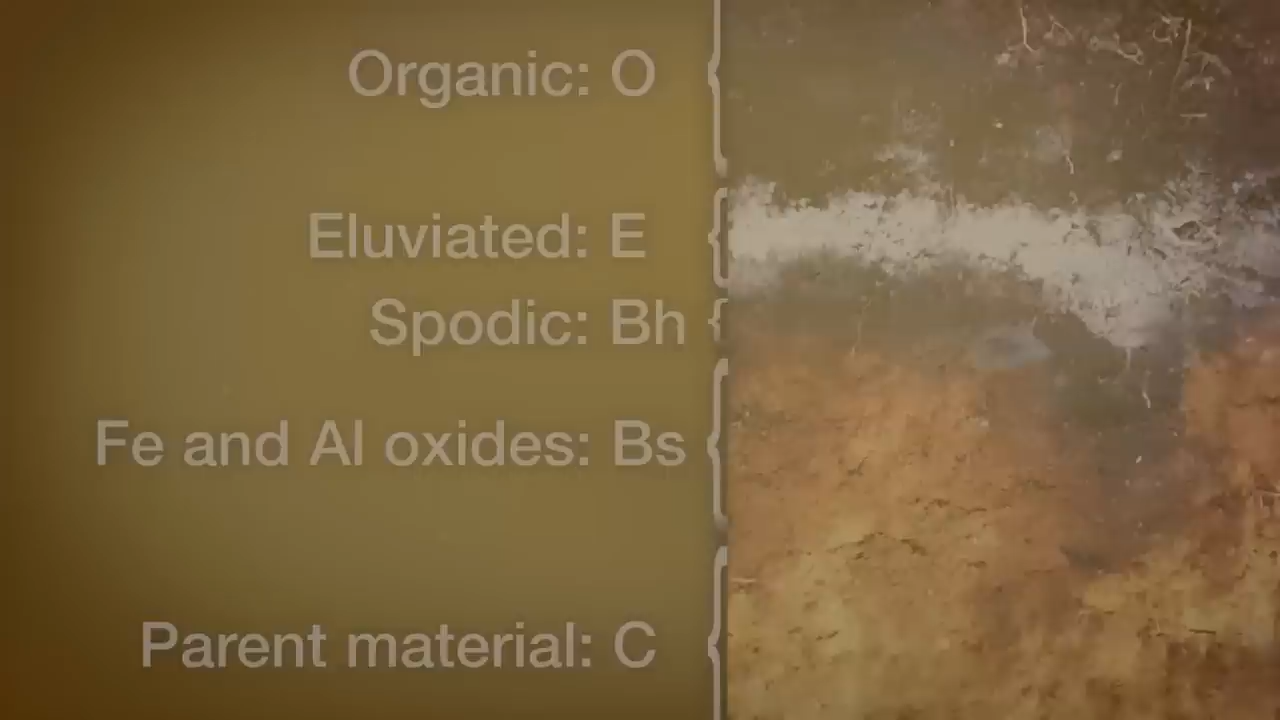 Organic: O
Eluviated: E
Spodic: Bh
Fe and Al oxides: Bs
Parent material: C